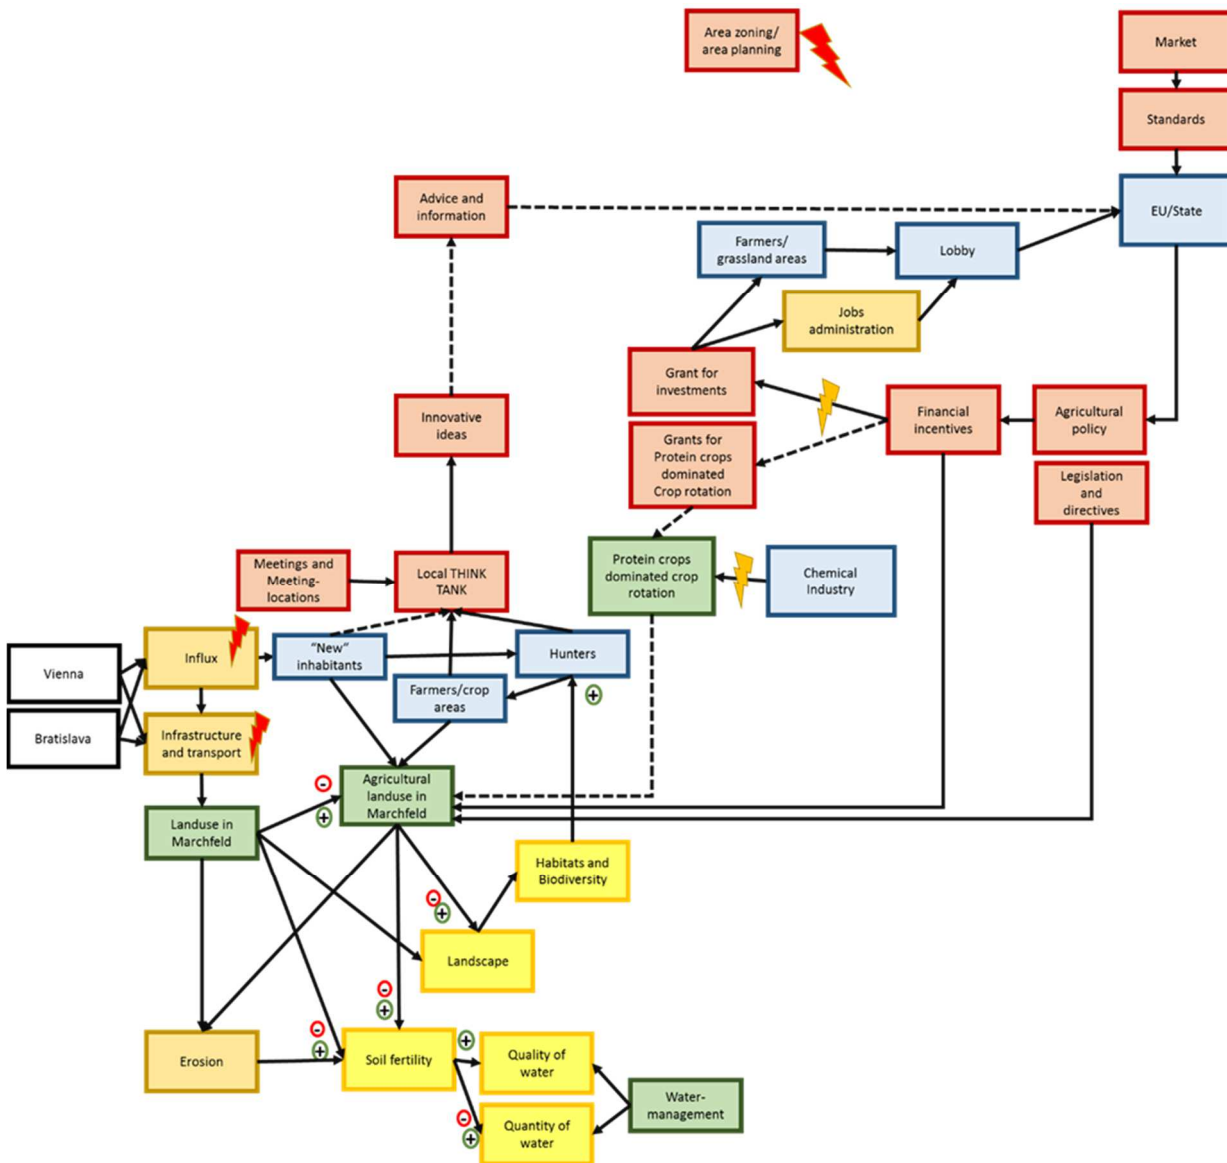 Area zoning/
area planning
Market
Standards
Advice and
information
EU/State
Farmers/
grassland areas
Lobby
Jobs
administration
Grant for
investments
Innovative
ideas
Financial
incentives
Agricultural
policy
Grants for
Protein crops
dominated
Crop rotation
Legislation
and
directives
Meetings and
Meeting-
locations
Local THINK
TANK
Protein crops
dominated crop
rotation
Chemical
Industry
Vienna
Influx
"New"
inhabitants
Hunters
Farmers/crop
areas
+
Bratislava
Infrastructure
and transport
-
+
Agricultural
landuse in
Marchfeld
Landuse in
Marchfeld
Habitats and
Biodiversity
-
+
Landscape
-
+
-
+
Erosion
Soil fertility
+
Quality of
water
Water-
management
-
+
Quantity of
water